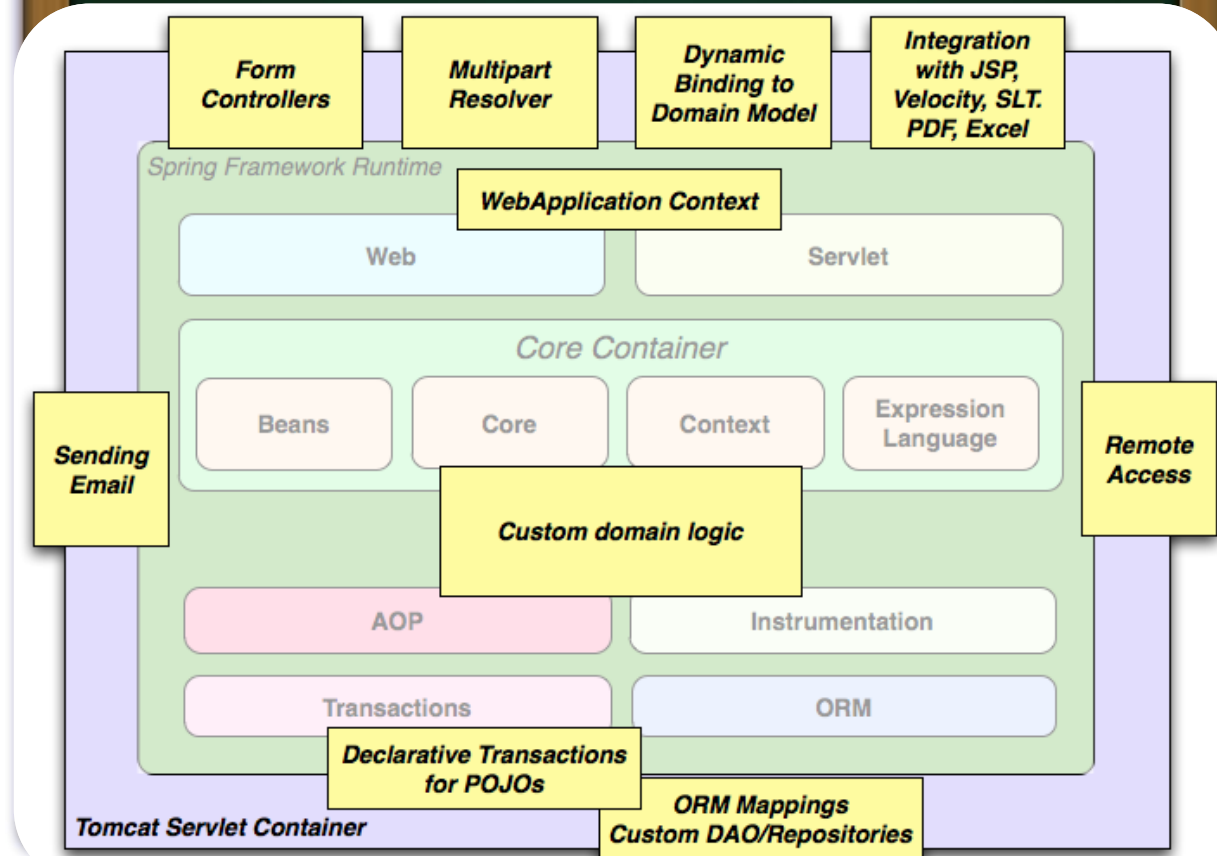 Form
Controllers
Multipart
Resolver
Dynamic
Binding to
Domain Model
Integration
with JSP,
Velocity, SLT.
PDF, Excel
Spring Framework Runtime
WebApplication Context
Web
Servlet
Core Container
Beans
Core
Context
Expression
Language
Sending
Email
Remote
Access
Custom domain logic
AOP
Instrumentation
Transactions
ORM
Declarative Transactions
for POJOs
ORM Mappings
Custom DAO/Repositories
Tomcat Servlet Container